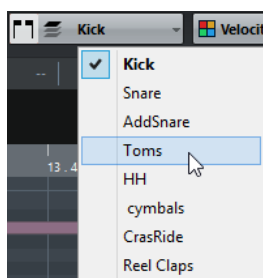 Kick Velocit
--
Kick
Snare
AddSnare
Toms
13. 4
HH
cymbals
CrasRide
Reel Claps